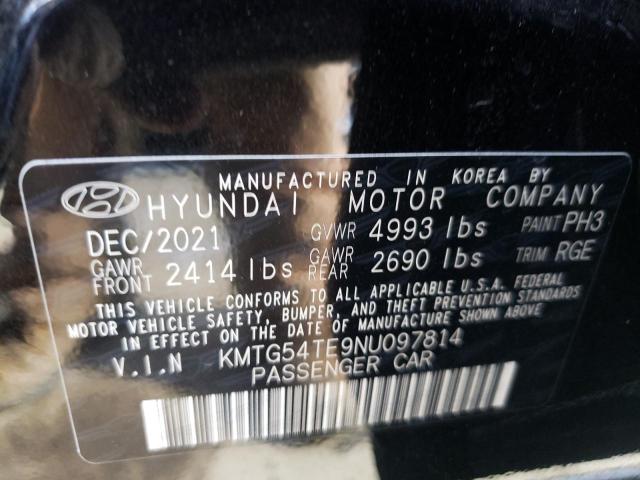 MANUFACTURED IN KOREA BY
HYUNDAI MOTOR COMPANY
DEC/2021 GVWR 4993 lbs PAINT PH3
GAWR FRONT 2414 lbs GAWR REAR 2690 lbs TRIM RGE
THIS VEHICLE CONFORMS TO ALL APPLICABLE U.S.A. FEDERAL
MOTOR VEHICLE SAFETY, BUMPER, AND THEFT PREVENTION STANDARDS
IN EFFECT ON THE DATE OF MANUFACTURE SHOWN ABOVE.
V.I.N KMTG54TE9NU097814
PASSENGER CAR